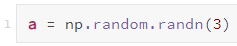 1 a = np.random.randn(3)